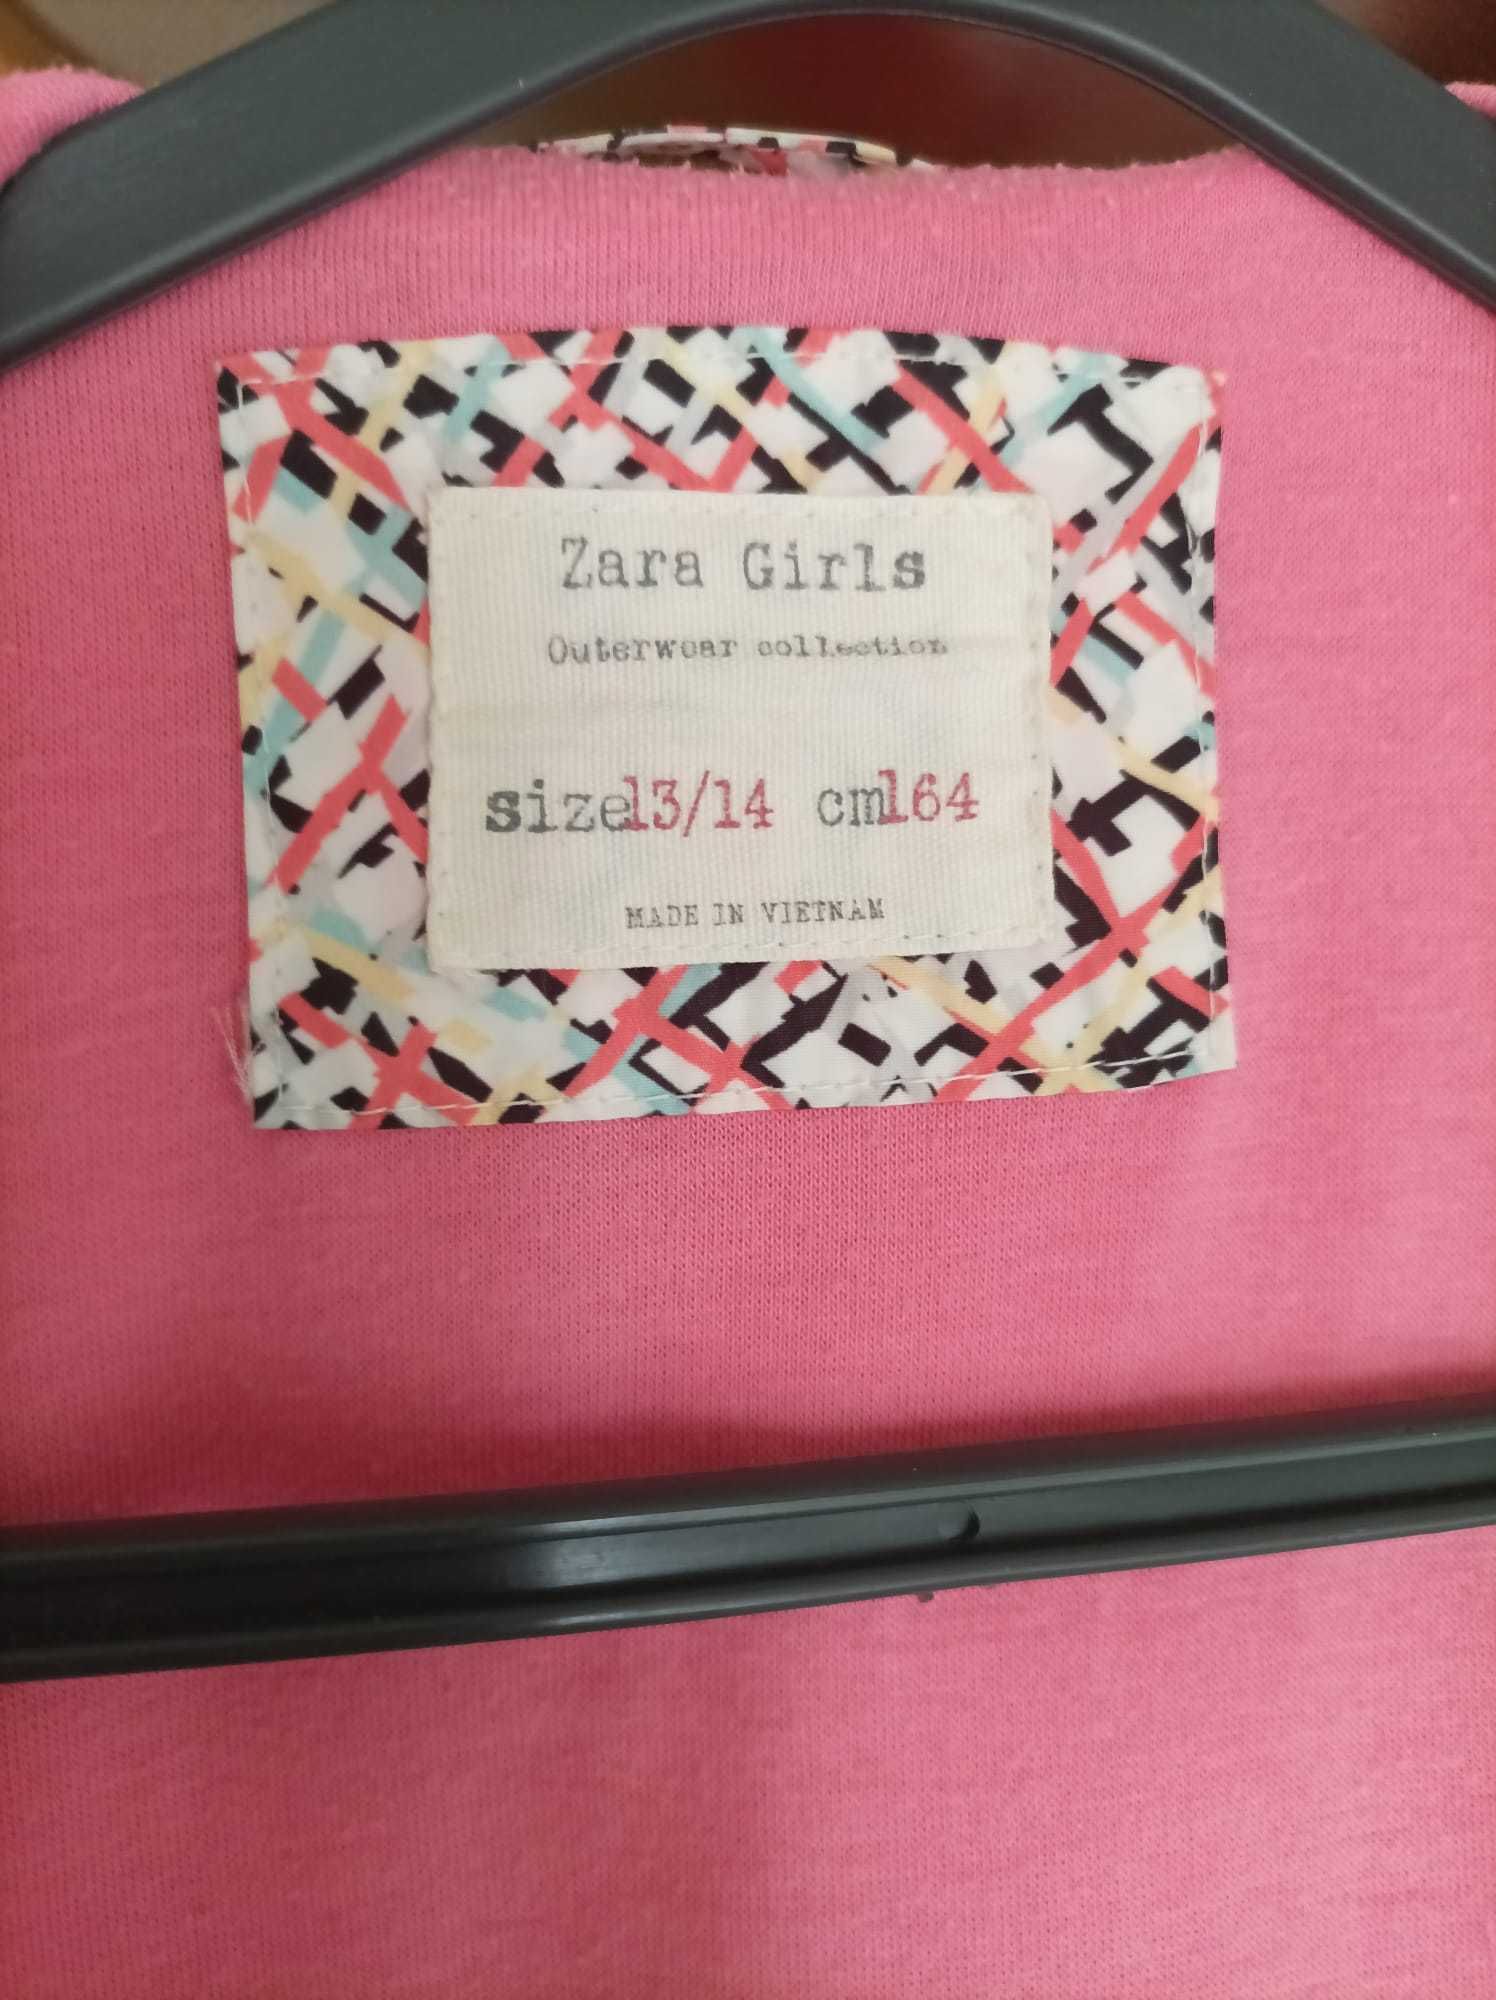 Zara Girls
Outerwear collection
size13/14 cm164
MADE IN VIETNAM